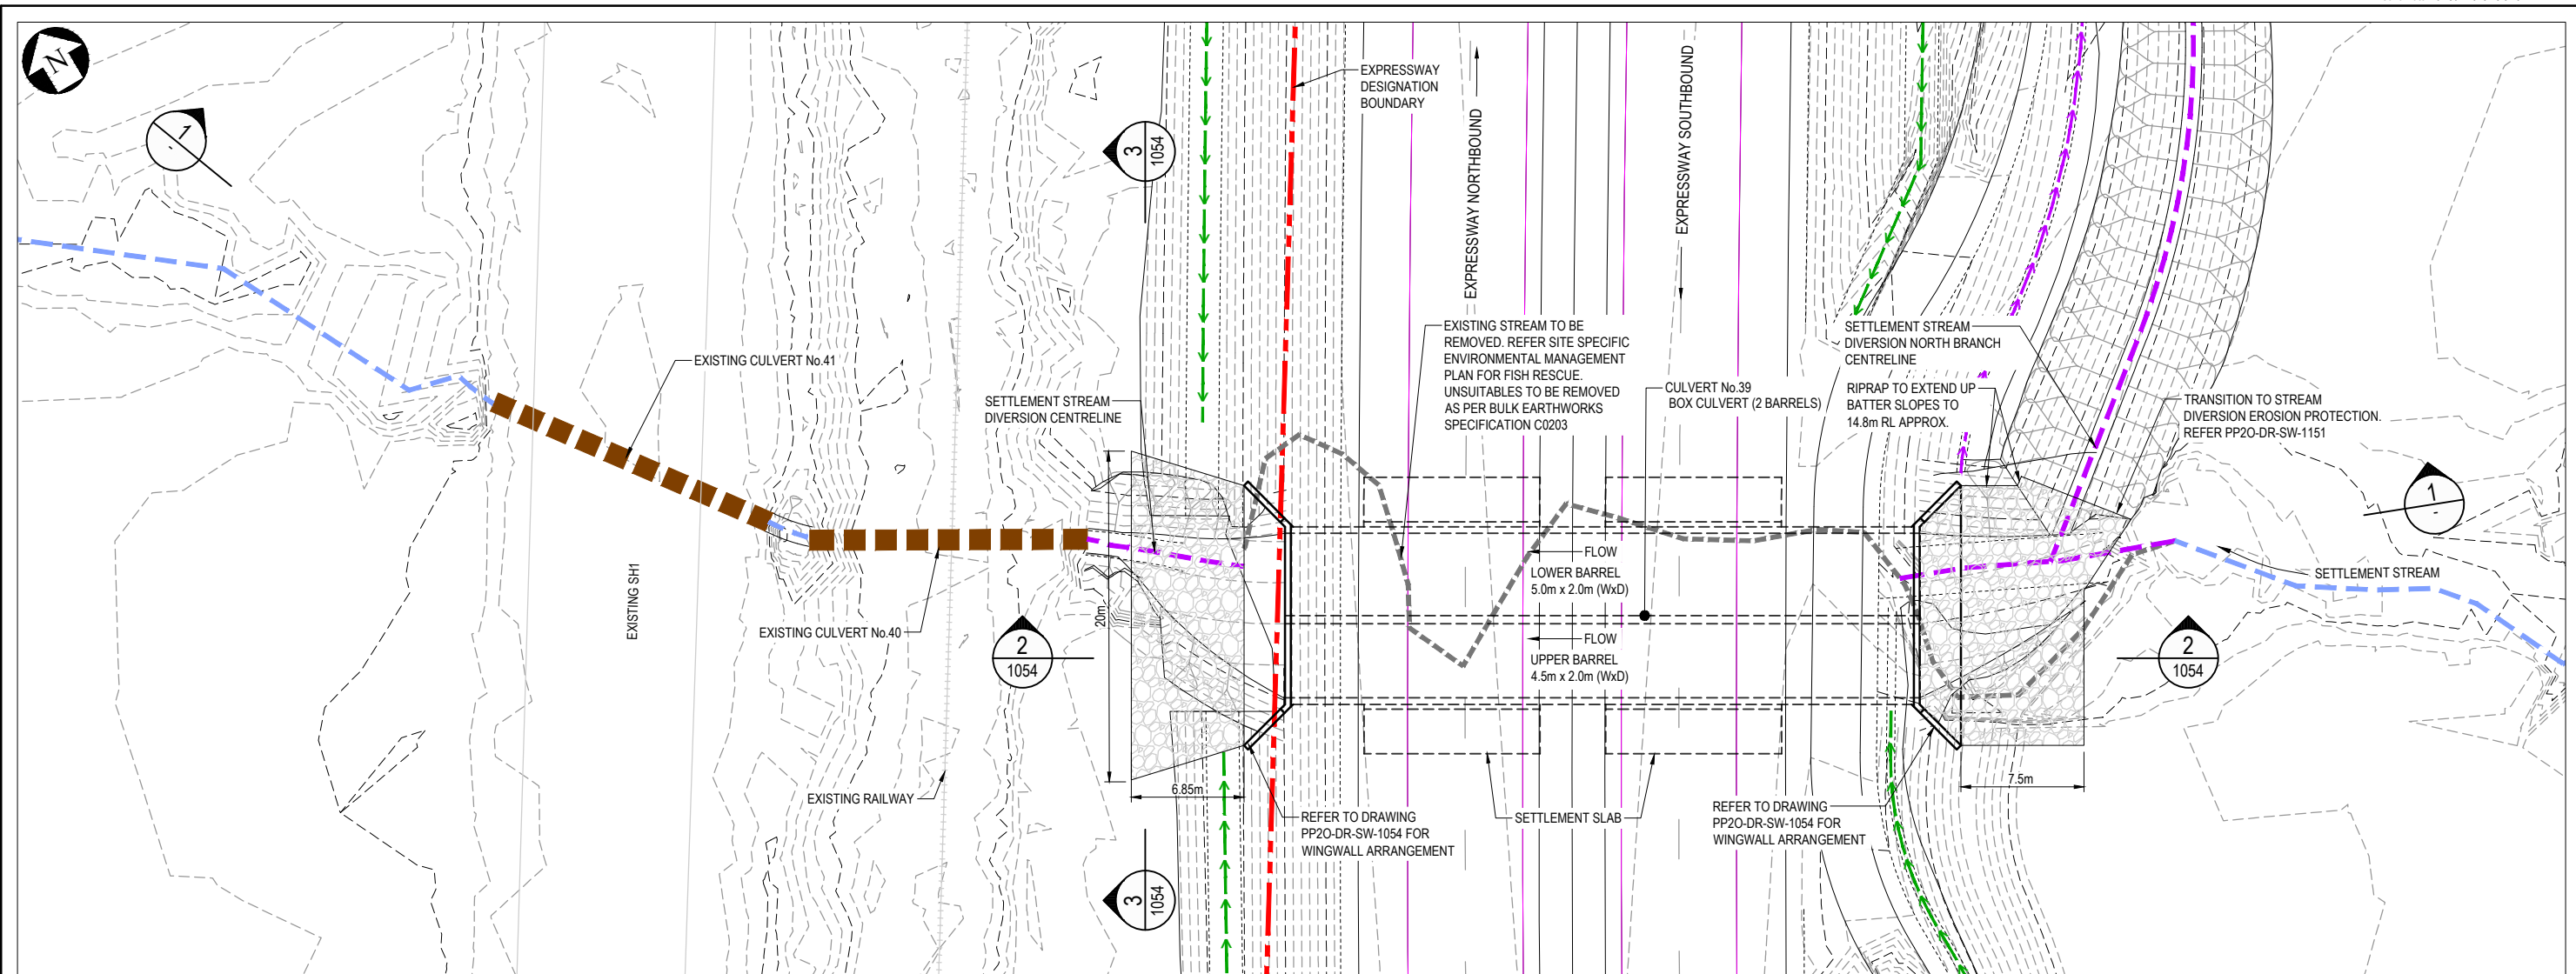 N
1
-
3
1054
EXPRESSWAY
DESIGNATION
BOUNDARY
EXPRESSWAY NORTHBOUND
EXPRESSWAY SOUTHBOUND
EXISTING CULVERT No.41
SETTLEMENT STREAM
DIVERSION CENTRELINE
EXISTING STREAM TO BE
REMOVED. REFER SITE SPECIFIC
ENVIRONMENTAL MANAGEMENT
PLAN FOR FISH RESCUE.
UNSUITABLES TO BE REMOVED
AS PER BULK EARTHWORKS
SPECIFICATION C0203
CULVERT No.39
BOX CULVERT (2 BARRELS)
SETTLEMENT STREAM
DIVERSION NORTH BRANCH
CENTRELINE
RIPRAP TO EXTEND UP
BATTER SLOPES TO
14.8m RL APPROX.
TRANSITION TO STREAM
DIVERSION EROSION PROTECTION.
REFER PP2O-DR-SW-1151
1
-
FLOW
LOWER BARREL
5.0m x 2.0m (WxD)
FLOW
UPPER BARREL
4.5m x 2.0m (WxD)
SETTLEMENT STREAM
EXISTING SH1
EXISTING CULVERT No.40
2
1054
20m
2
1054
EXISTING RAILWAY
6.85m
7.5m
REFER TO DRAWING
PP2O-DR-SW-1054 FOR
WINGWALL ARRANGEMENT
SETTLEMENT SLAB
REFER TO DRAWING
PP2O-DR-SW-1054 FOR
WINGWALL ARRANGEMENT
3
1054